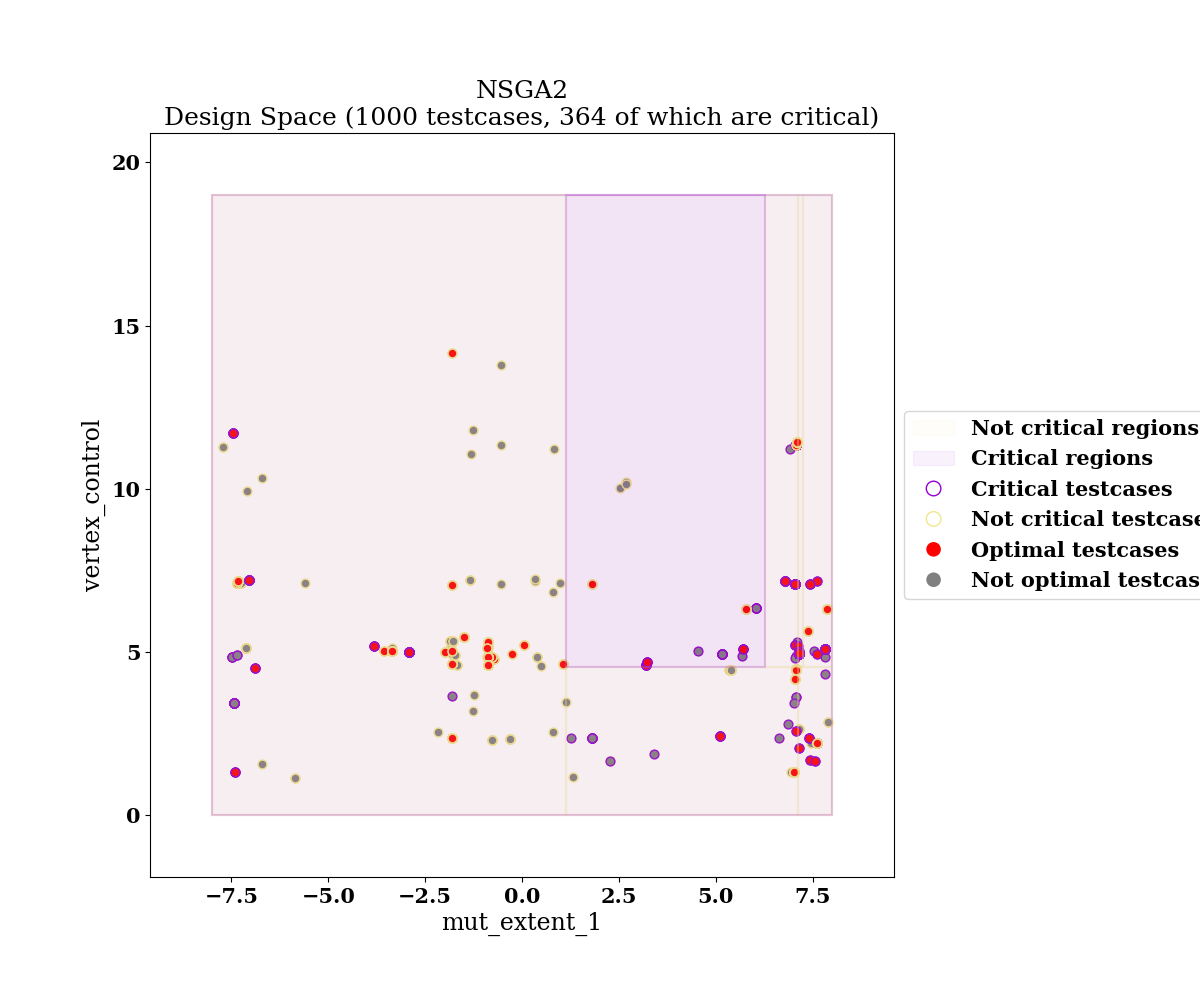 NSGA2
Design Space (1000 testcases, 364 of which are critical)
20
15
10
5
0
vertex_control
−7.5
−5.0
−2.5
0.0
2.5
5.0
7.5
mut_extent_1
Not critical regions
Critical regions
Critical testcases
Not critical testcase
Optimal testcases
Not optimal testcas